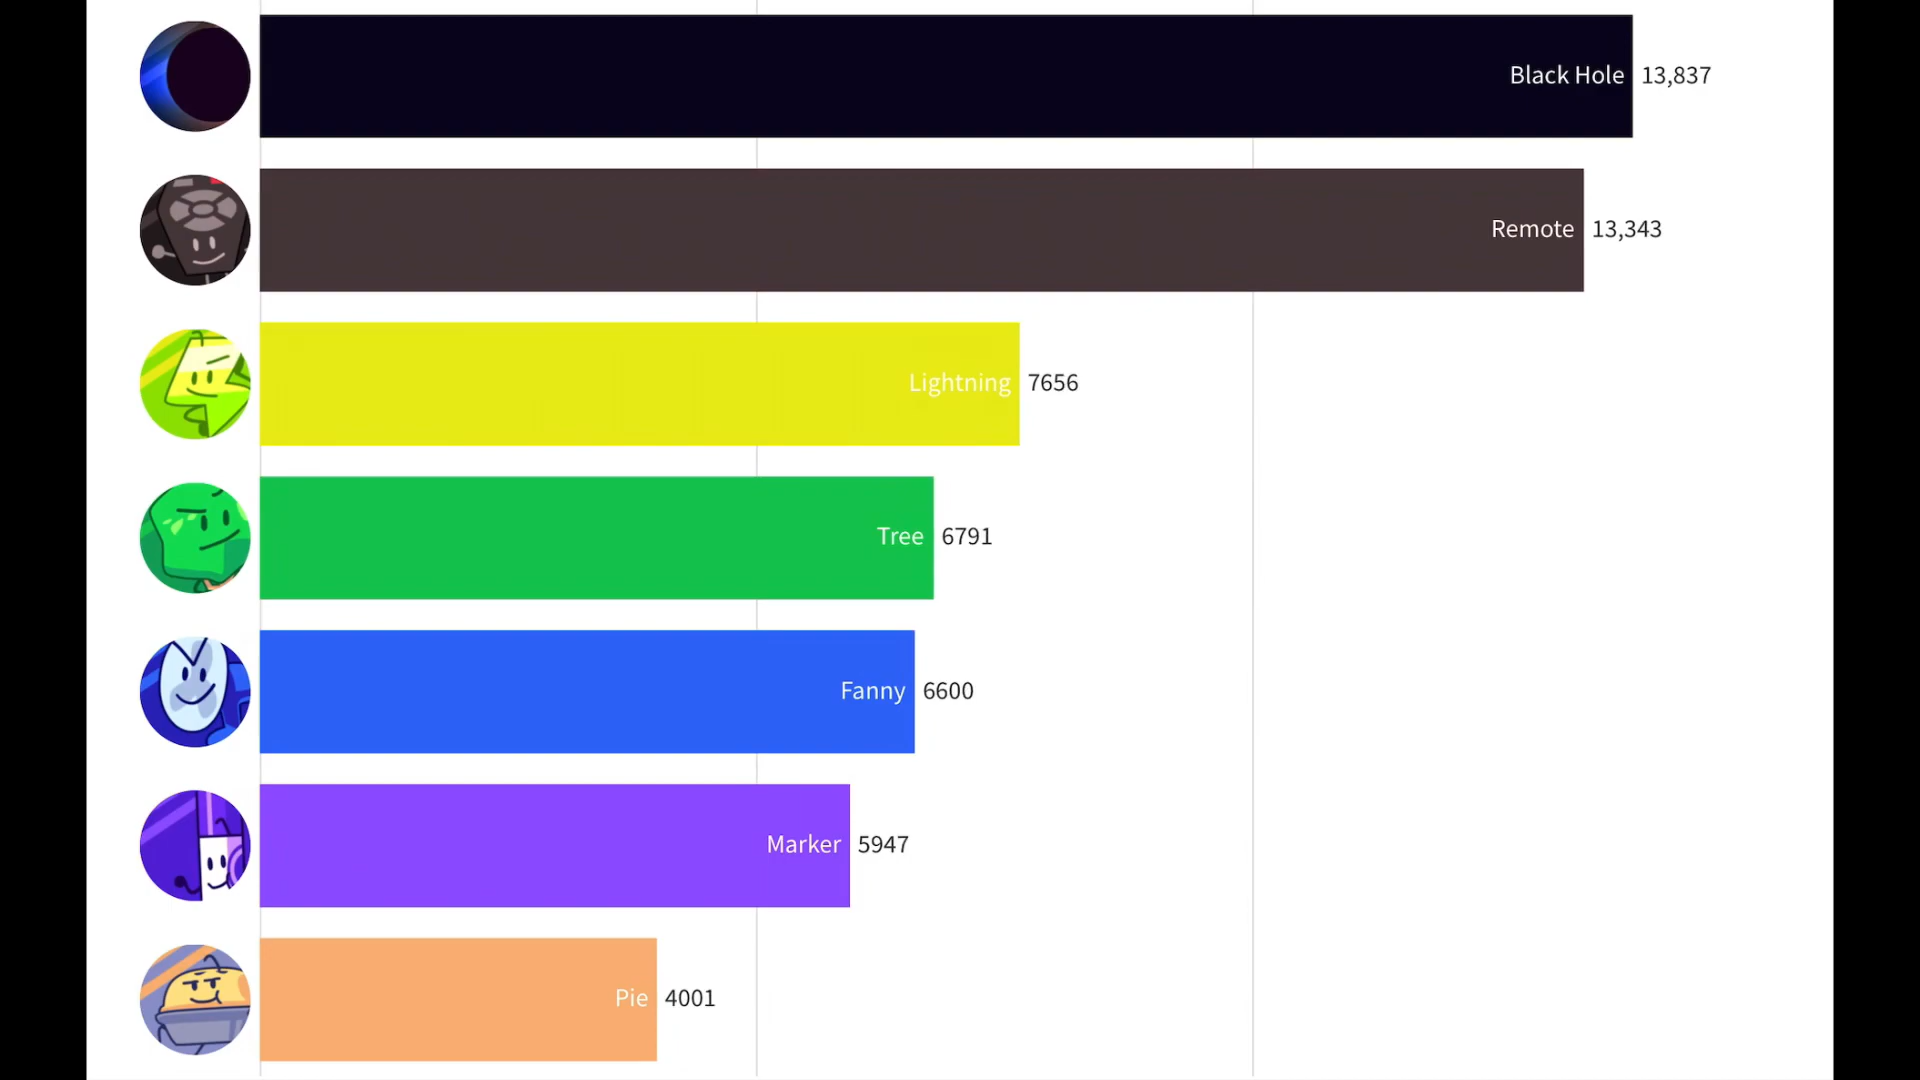 Black Hole 13,837
Remote 13,343
Lightning 7656
Tree 6791
Fanny 6600
Marker 5947
Pie 4001